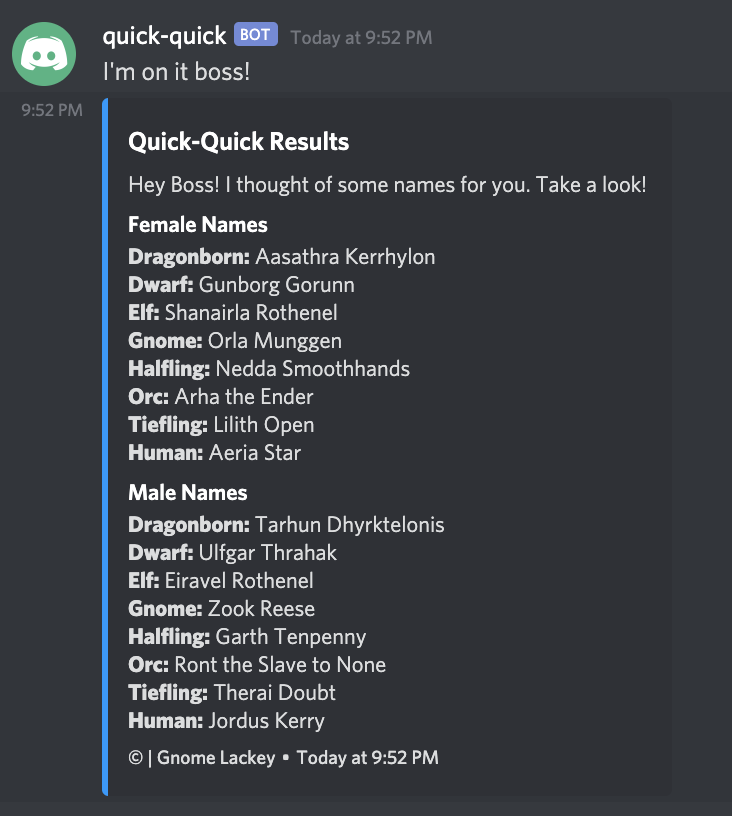 quick-quick BOT Today at 9:52 PM
I'm on it boss!
9:52 PM
Quick-Quick Results
Hey Boss! I thought of some names for you. Take a look!
Female Names
Dragonborn: Aasathra Kerrhylon
Dwarf: Gunborg Gorunn
Elf: Shanairla Rothenel
Gnome: Orla Munggen
Halfling: Nedda Smoothhands
Orc: Arha the Ender
Tiefling: Lilith Open
Human: Aeria Star
Male Names
Dragonborn: Tarhun Dhyrktelonis
Dwarf: Ulfgar Thrahak
Elf: Eiravel Rothenel
Gnome: Zook Reese
Halfling: Garth Tenpenny
Orc: Ront the Slave to None
Tiefling: Therai Doubt
Human: Jordus Kerry
© | Gnome Lackey • Today at 9:52 PM